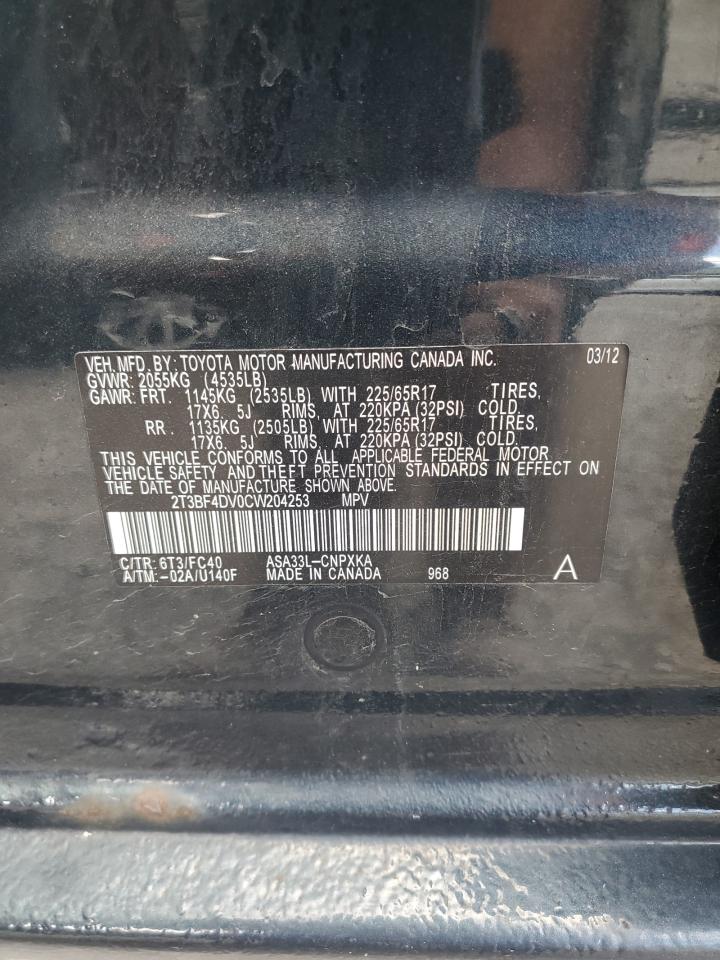 VEH. MFD. BY: TOYOTA MOTOR MANUFACTURING CANADA INC. 03/12
GVWR: 2055KG (4535LB)
GAWR: FRT. 1145KG (2535LB) WITH 225/65R17 TIRES,
17X6. 5J RIMS, AT 220KPA (32PSI) COLD.
RR. 1135KG (2505LB) WITH 225/65R17 TIRES,
17X6. 5J RIMS, AT 220KPA (32PSI) COLD.
THIS VEHICLE CONFORMS TO ALL APPLICABLE FEDERAL MOTOR
VEHICLE SAFETY AND THEFT PREVENTION STANDARDS IN EFFECT ON
THE DATE OF MANUFACTURE SHOWN ABOVE.
2T3BF4DV0CW204253 MPV
C/TR: 6T3/FC40 ASA33L-CNPXKA
A/TM: -02A/U140F MADE IN CANADA 968 A